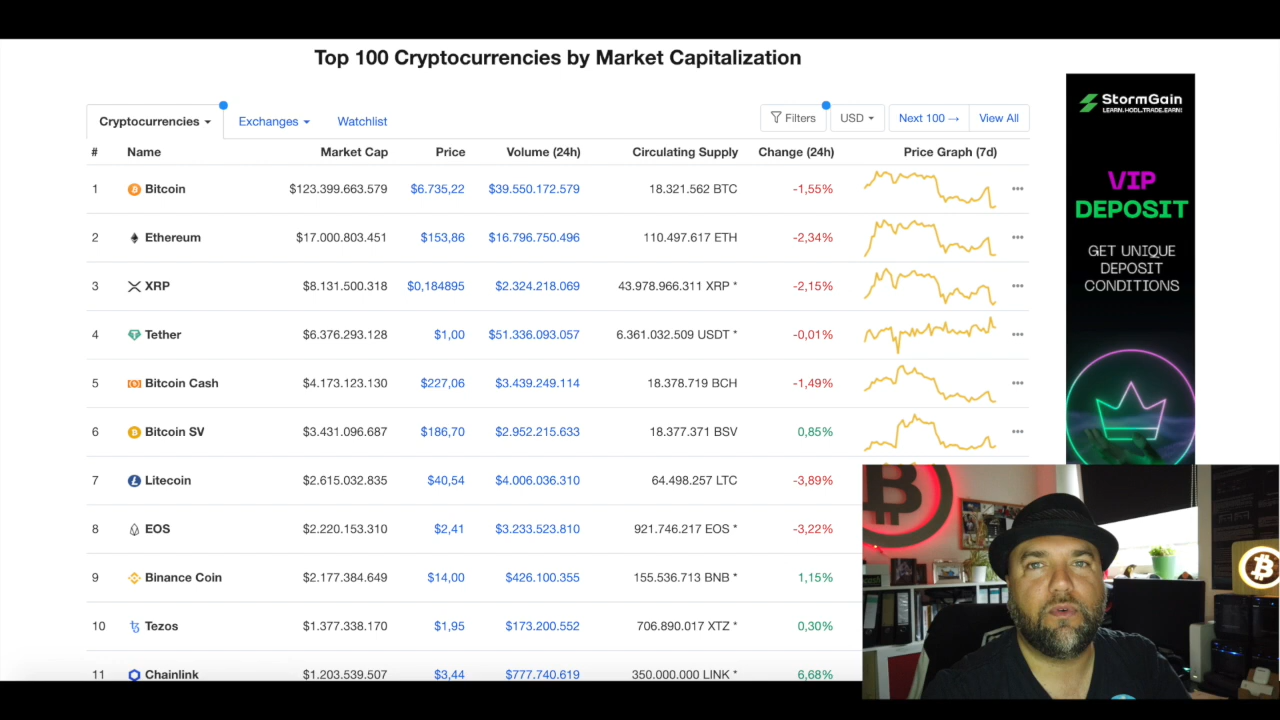 Top 100 Cryptocurrencies by Market Capitalization
Cryptocurrencies Exchanges Watchlist Filters USD Next 100 → View All
# Name Market Cap Price Volume (24h) Circulating Supply Change (24h) Price Graph (7d)
1 Bitcoin $123.399.663.579 $6.735,22 $39.550.172.579 18.321.562 BTC -1,55%
2 Ethereum $17.000.803.451 $153,86 $16.796.750.496 110.497.617 ETH -2,34%
3 XRP $8.131.500.318 $0,184895 $2.324.218.069 43.978.966.311 XRP * -2,15%
4 Tether $6.376.293.128 $1,00 $51.336.093.057 6.361.032.509 USDT * -0,01%
5 Bitcoin Cash $4.173.123.130 $227,06 $3.439.249.114 18.378.719 BCH -1,49%
6 Bitcoin SV $3.431.096.687 $186,70 $2.952.215.633 18.377.371 BSV 0,85%
7 Litecoin $2.615.032.835 $40,54 $4.006.036.310 64.498.257 LTC -3,89%
8 EOS $2.220.153.310 $2,41 $3.233.523.810 921.746.217 EOS * -3,22%
9 Binance Coin $2.177.384.649 $14,00 $426.100.355 155.536.713 BNB * 1,15%
10 Tezos $1.377.338.170 $1,95 $173.200.552 706.890.017 XTZ * 0,30%
11 Chainlink $1.203.539.507 $3,44 $777.740.619 350.000.000 LINK * 6,68%
StormGain
LEARN.HODL.TRADE.EARN!
VIP
DEPOSIT
GET UNIQUE
DEPOSIT
CONDITIONS